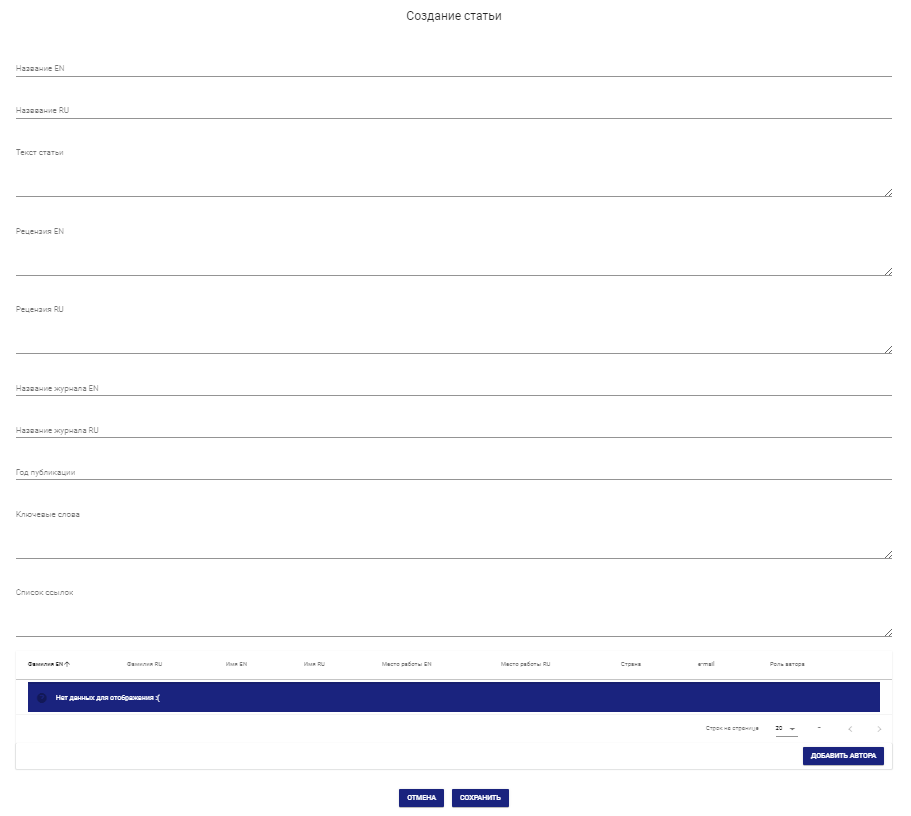 Создание статьи
Название EN
Название RU
Текст статьи
Рецензия EN
Рецензия RU
Название журнала EN
Название журнала RU
Год публикации
Ключевые слова
Список ссылок
Фамилия EN Фамилия RU Имя EN Имя RU Место работы EN Место работы RU Страна e-mail Роль автора
Нет данных для отображения :(
Строк на странице 20 –
ДОБАВИТЬ АВТОРА
ОТМЕНА СОХРАНИТЬ